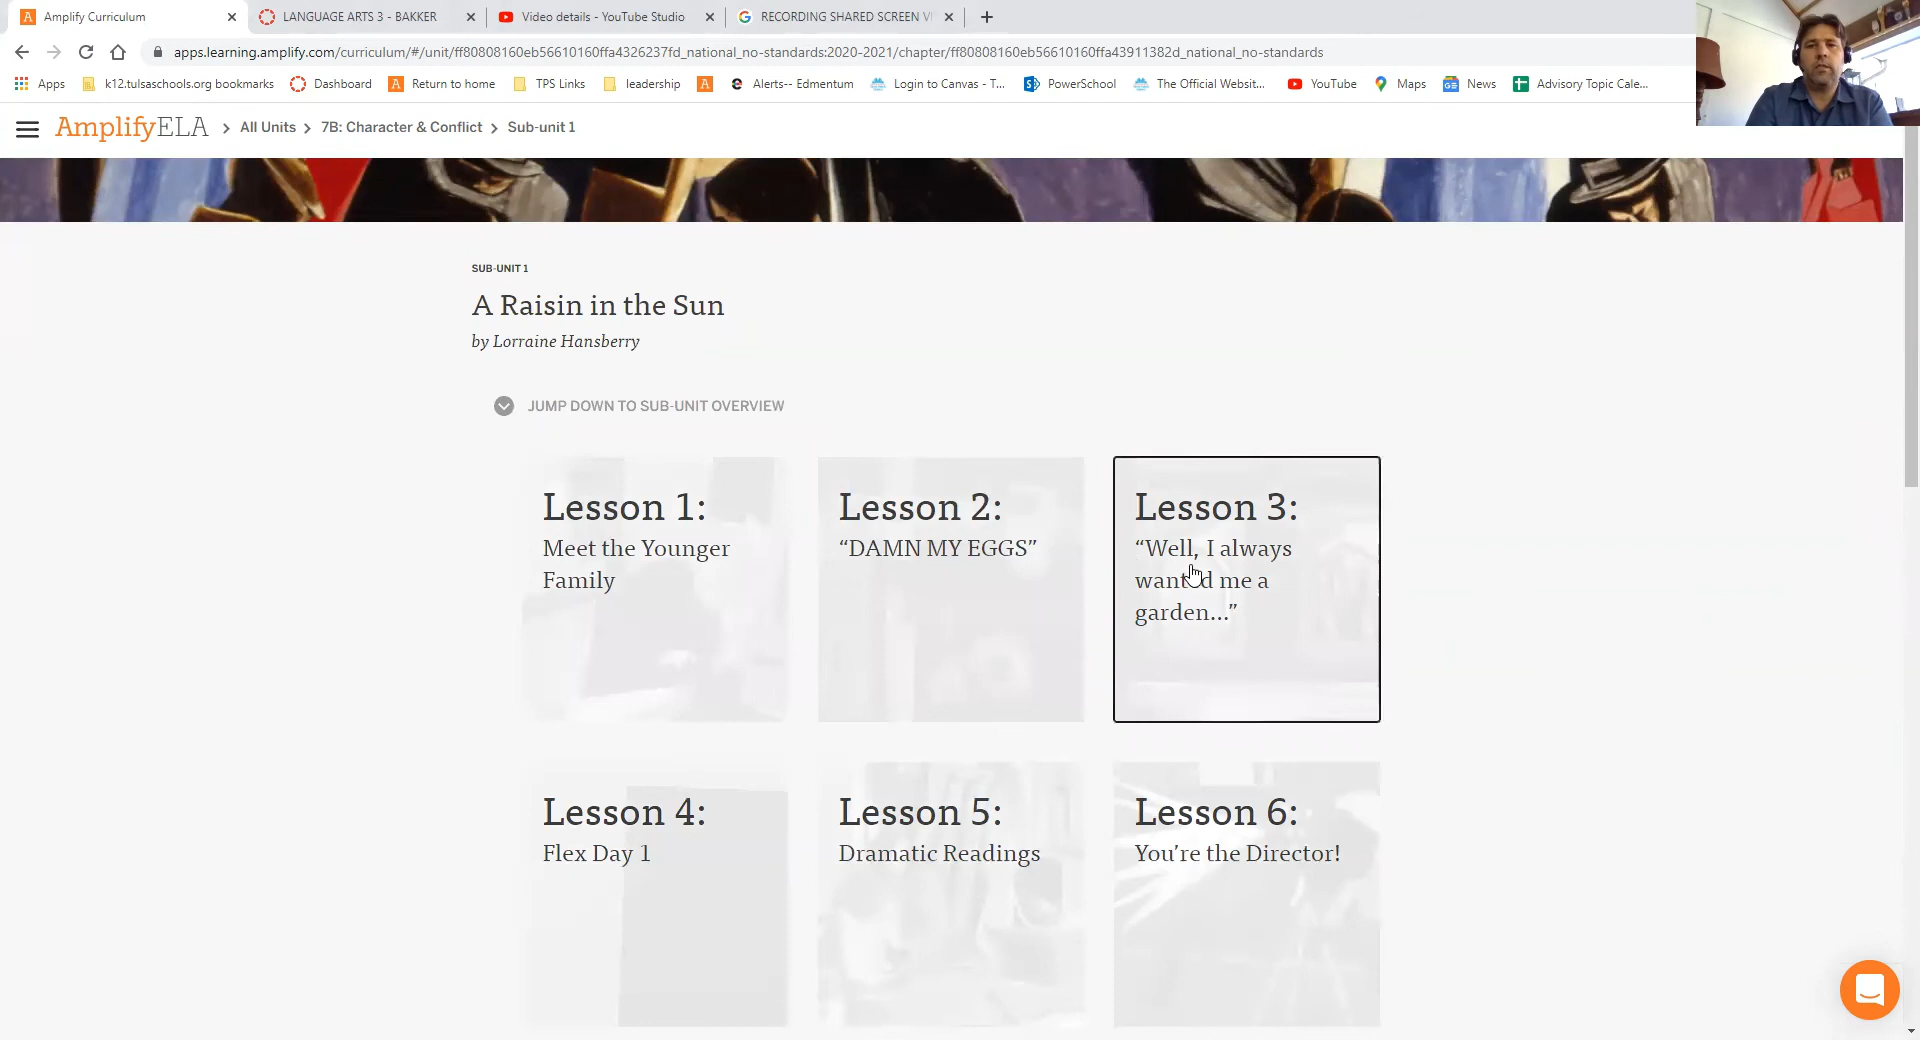 Amplify Curriculum
LANGUAGE ARTS 3 - BAKKER
Video details - YouTube Studio
RECORDING SHARED SCREEN VI
apps.learning.amplify.com/curriculum/#/unit/ff80808160eb56610160ffa4326237fd_national_no-standards:2020-2021/chapter/ff80808160eb56610160ffa43911382d_national_no-standards
Apps
k12.tulsaschools.org bookmarks
Dashboard
Return to home
TPS Links
leadership
Alerts-- Edmentum
Login to Canvas - T...
PowerSchool
The Official Websit...
YouTube
Maps
News
Advisory Topic Cale...
AmplifyELA > All Units > 7B: Character & Conflict > Sub-unit 1
SUB-UNIT 1
A Raisin in the Sun
by Lorraine Hansberry
JUMP DOWN TO SUB-UNIT OVERVIEW
Lesson 1:
Meet the Younger
Family
Lesson 2:
“DAMN MY EGGS”
Lesson 3:
“Well, I always
wanted me a
garden...”
Lesson 4:
Flex Day 1
Lesson 5:
Dramatic Readings
Lesson 6:
You’re the Director!